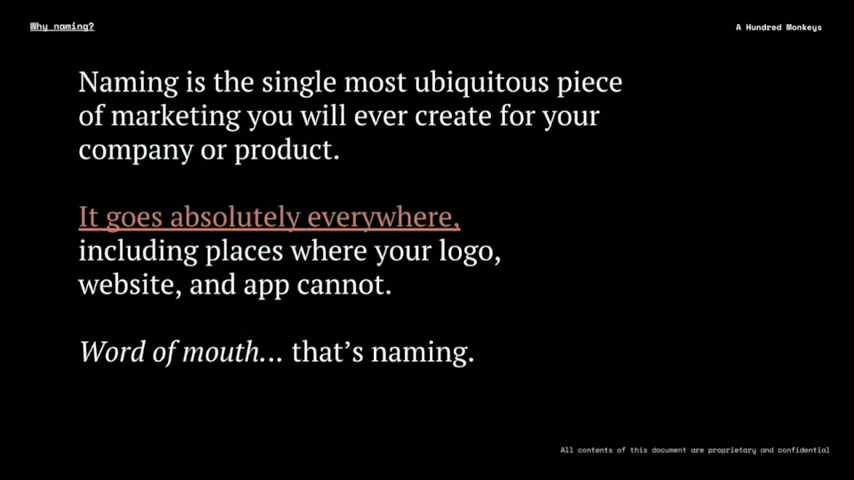 Why naming?
A Hundred Monkeys
Naming is the single most ubiquitous piece
of marketing you will ever create for your
company or product.
It goes absolutely everywhere,
including places where your logo,
website, and app cannot.
Word of mouth... that’s naming.
All contents of this document are proprietary and confidential